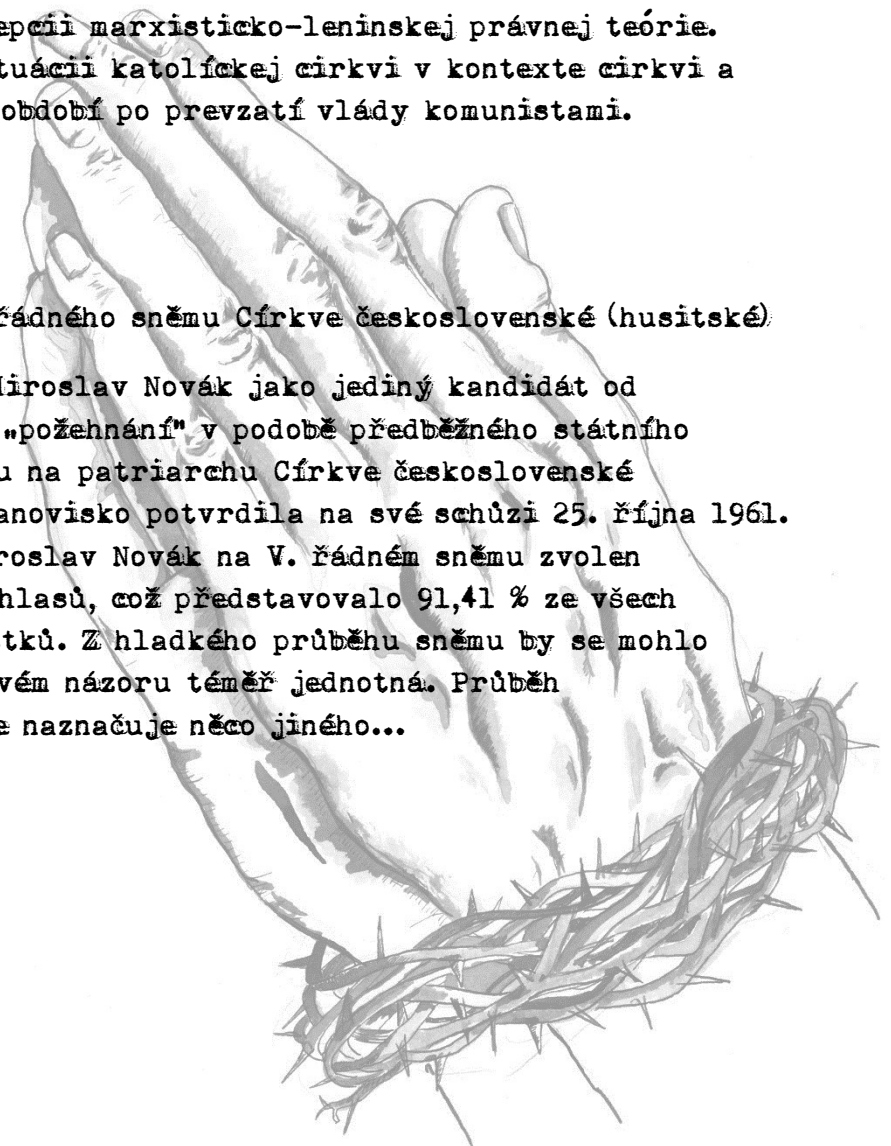 epcii marxisticko-leninskej právnej teórie.
tuácii katolíckej cirkvi v kontexte cirkvi a
období po prevzatí vlády komunistami.
řádného sněmu Církve československé (husitské)
Miroslav Novák jako jediný kandidát od
„požehnání" v podobě předběžného státního
u na patriarchu Církve československé
anovisko potvrdila na své schůzi 25. října 1961.
roslav Novák na V. řádném sněmu zvolen
hlasů, což představovalo 91,41 % ze všech
stků. Z hladkého průběhu sněmu by se mohlo
vém názoru téměř jednotná. Průběh
e naznačuje něco jiného...